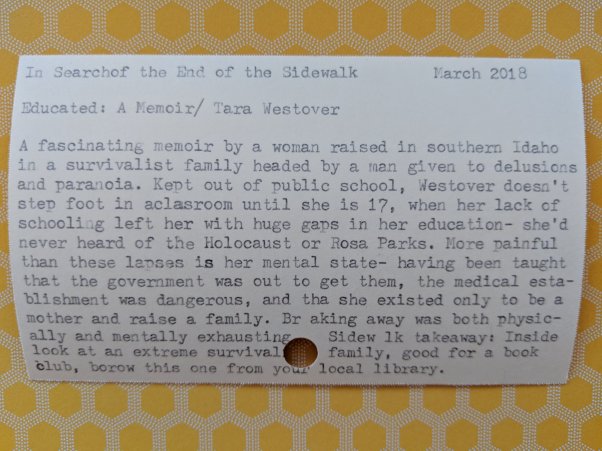 In Searchof the End of the Sidewalk March 2018
Educated: A Memoir/ Tara Westover
A fascinating memoir by a woman raised in southern Idaho
in a survivalist family headed by a man given to delusions
and paranoia. Kept out of public school, Westover doesn't
step foot in aclasroom until she is 17, when her lack of
schooling left her with huge gaps in her education- she'd
never heard of the Holocaust or Rosa Parks. More painful
than these lapses is her mental state- having been taught
that the government was out to get them, the medical esta-
blishment was dangerous, and tha she existed only to be a
mother and raise a family. Br aking away was both physic-
ally and mentally exhausting Sidew lk takeaway: Inside
look at an extreme survival family, good for a book
club, borow this one from your local library.